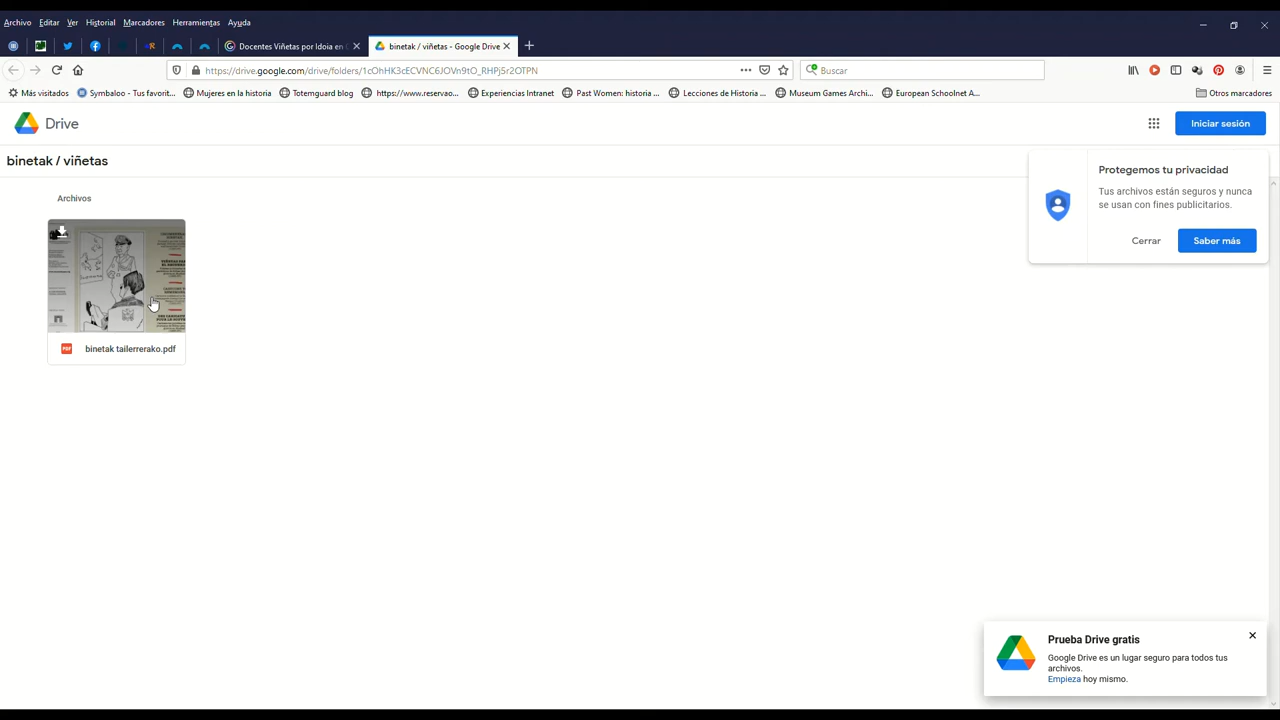 Archivo Editar Ver Historial Marcadores Herramientas Ayuda
Docentes Viñetas por Idoia en
binetak / viñetas - Google Drive
https://drive.google.com/drive/folders/1cOhHK3cECVNC6JOVn9tO_RHPj5r2OTPN
Buscar
Más visitados Symbaloo - Tus favorit... Mujeres en la historia Totemguard blog https://www.reservao... Experiencias Intranet Past Women: historia ... Lecciones de Historia ... Museum Games Archi... European Schoolnet A... Otros marcadores
Drive
Iniciar sesión
binetak / viñetas
Protegemos tu privacidad
Tus archivos están seguros y nunca
se usan con fines publicitarios.
Cerrar Saber más
Archivos
PDF binetak tailerrerako.pdf
Prueba Drive gratis
Google Drive es un lugar seguro para todos tus
archivos.
Empieza hoy mismo.